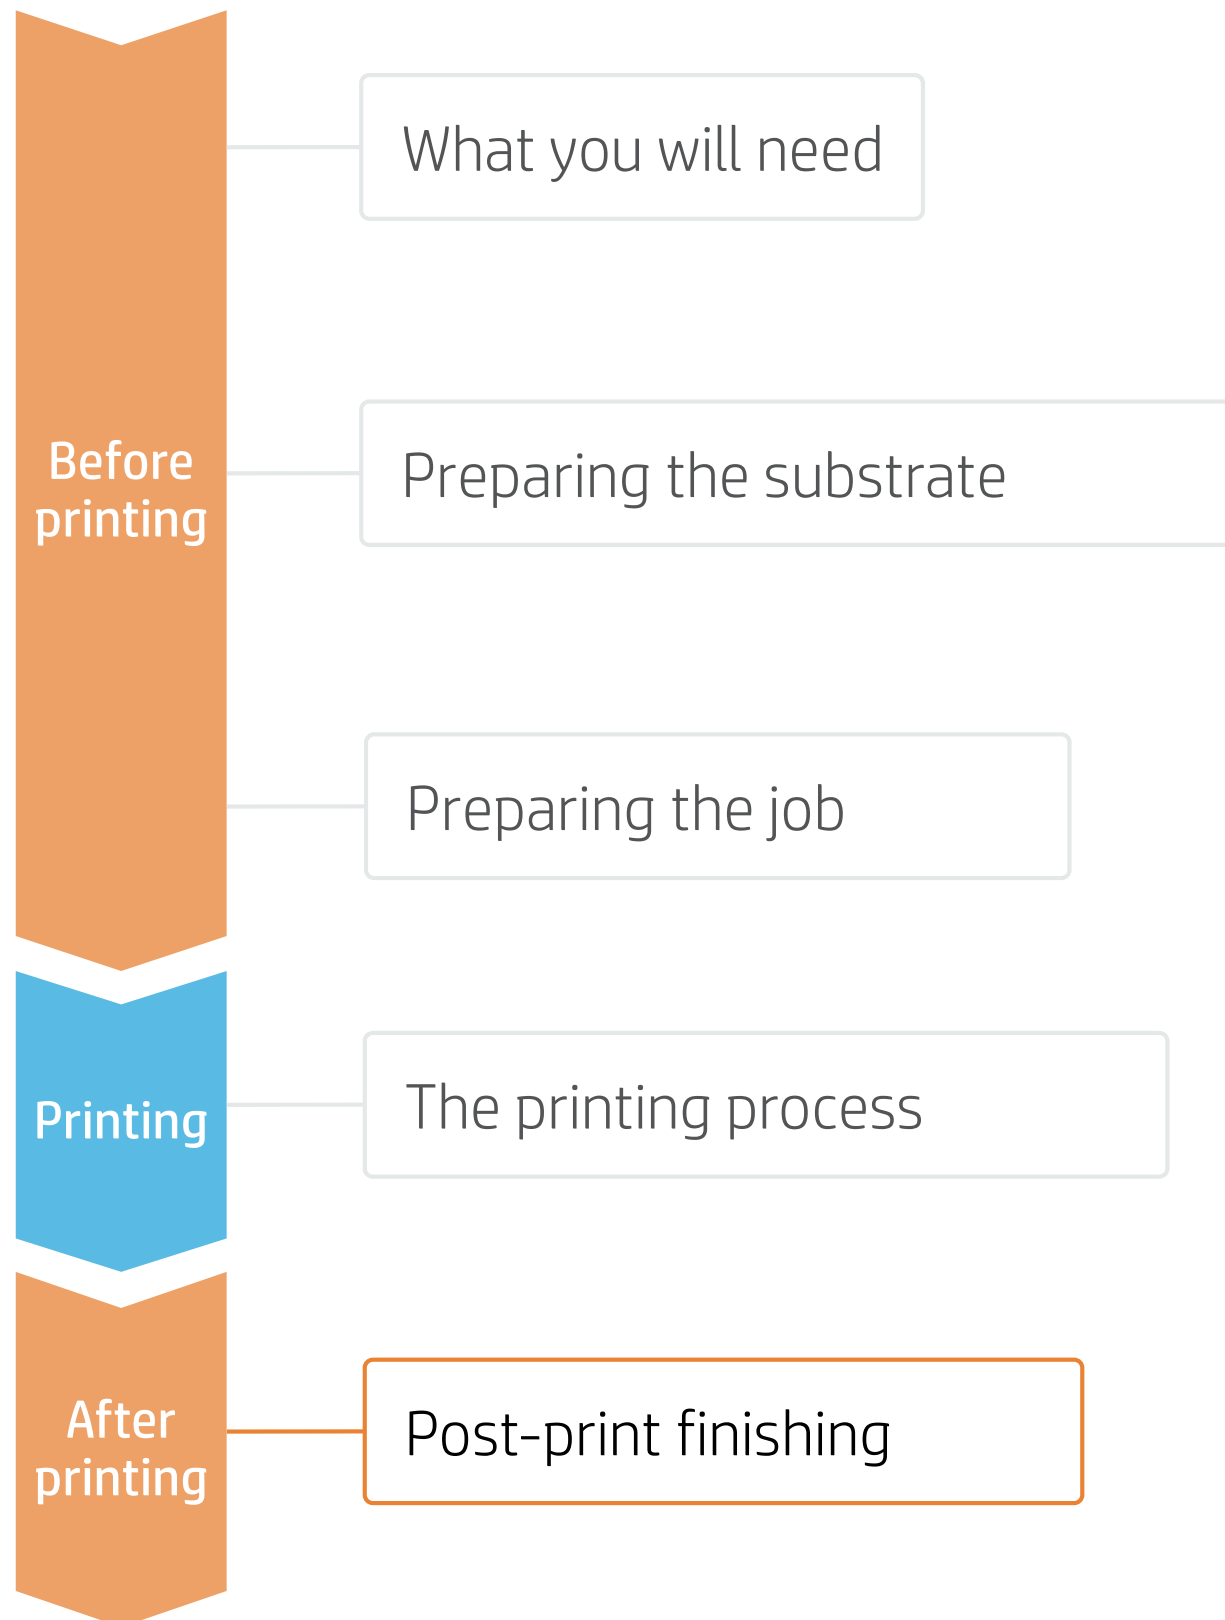 What you will need
Before
printing
Preparing the substrate
Preparing the job
Printing
The printing process
After
printing
Post-print finishing